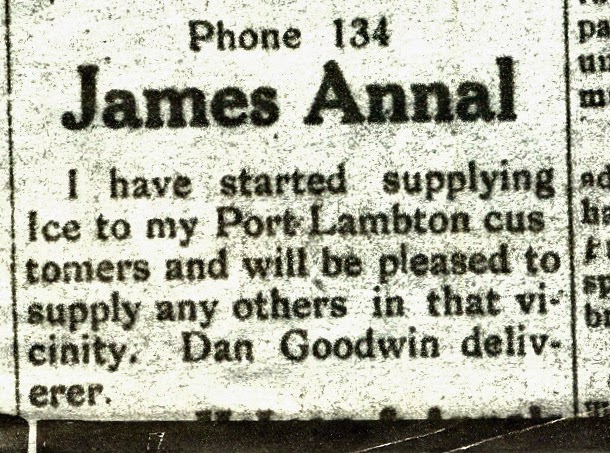 Phone 134
James Annal
I have started supplying
Ice to my Port Lambton cus
tomers and will be pleased to
supply any others in that vi-
cinity. Dan Goodwin deliv-
erer.